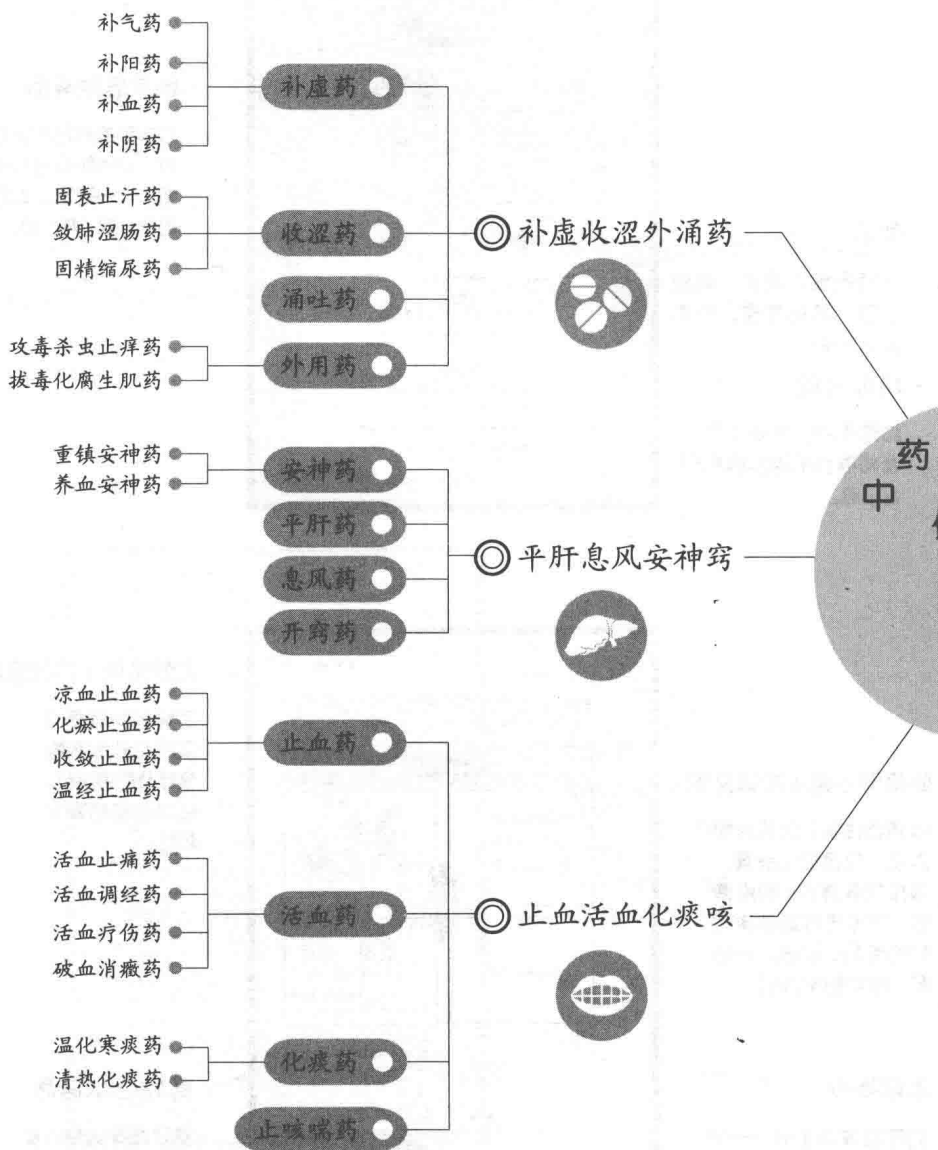 补气药
补阳药
补血药
补阴药
补虚药
固表止汗药
敛肺涩肠药
固精缩尿药
收涩药
涌吐药
攻毒杀虫止痒药
拔毒化腐生肌药
外用药
补虚收涩外涌药
重镇安神药
养血安神药
安神药
平肝药
息风药
开窍药
平肝息风安神窍
凉血止血药
化瘀止血药
收敛止血药
温经止血药
止血药
活血止痛药
活血调经药
活血疗伤药
破血消癥药
活血药
止血活血化痰咳
温化寒痰药
清热化痰药
化痰药
止咳喘药
中药